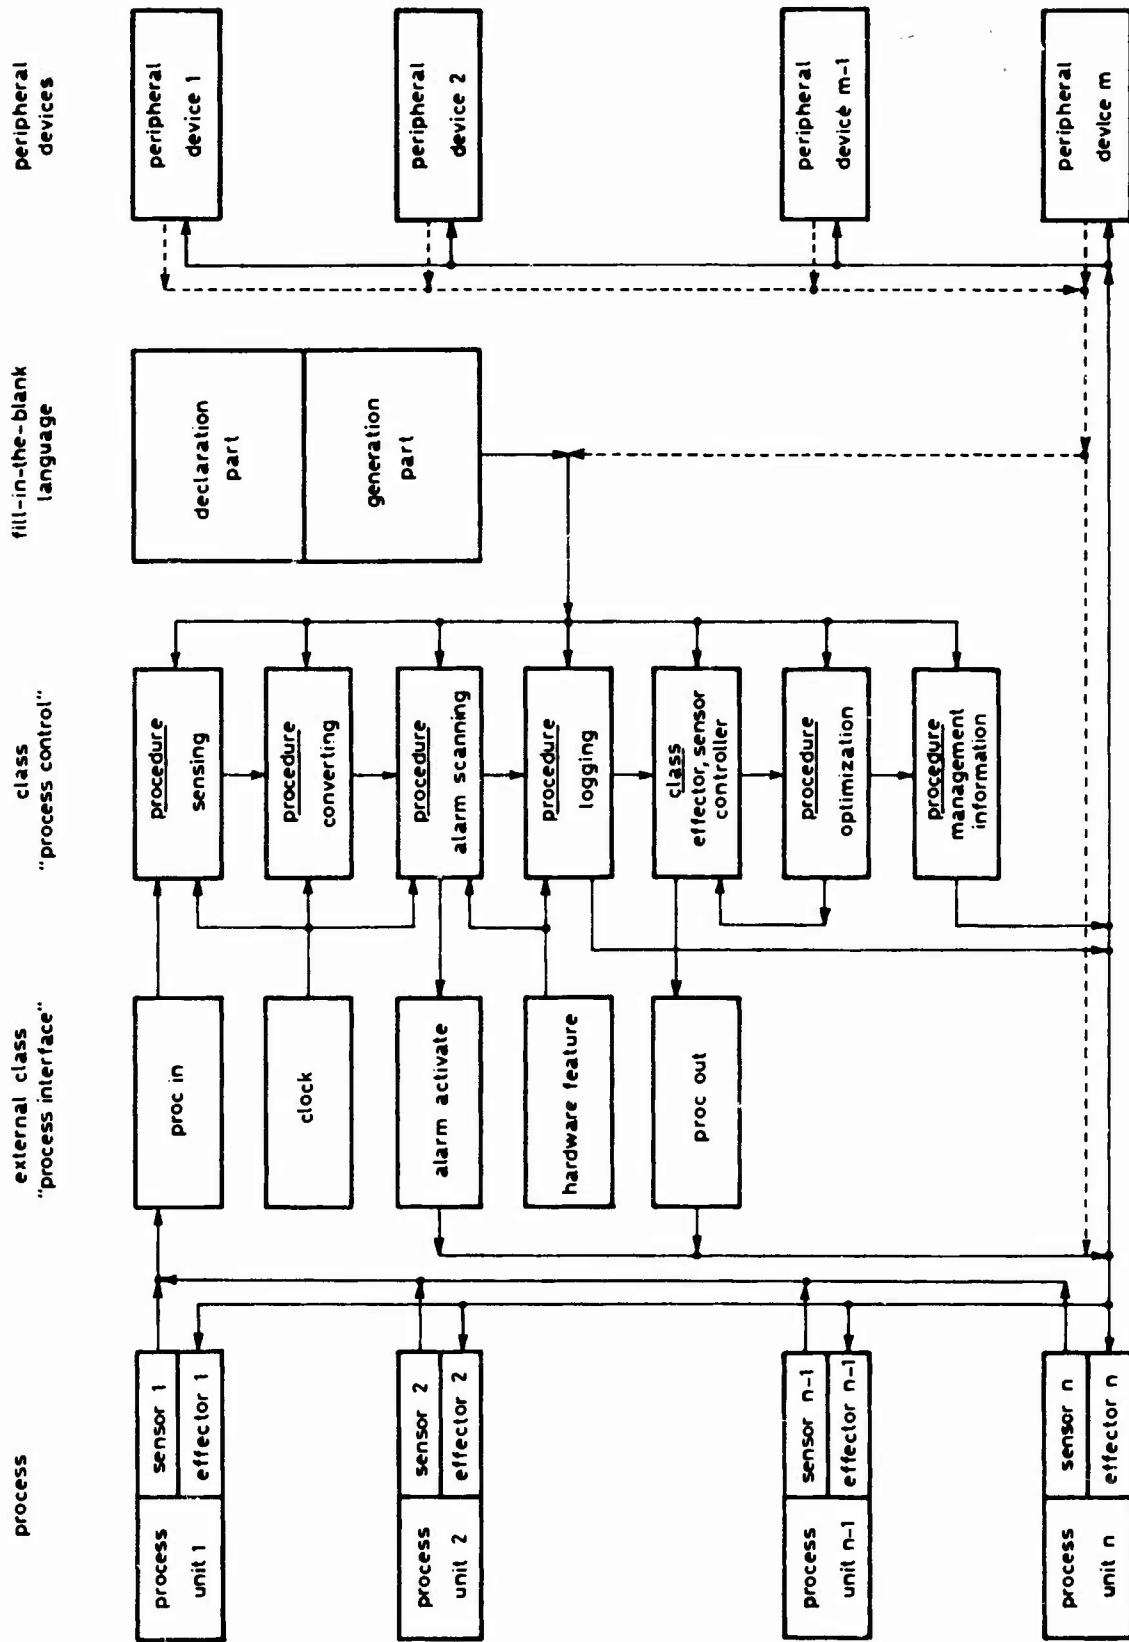 process
external class
"process interface"
class
"process control"
fill-in-the-blank
language
peripheral
devices
process
unit 1
sensor 1
effector 1
process
unit 2
sensor 2
effector 2
process
unit n-1
sensor n-1
effector n-1
process
unit n
sensor n
effector n
proc in
clock
alarm activate
hardware feature
proc out
procedure
sensing
procedure
converting
procedure
alarm scanning
procedure
logging
class
effector, sensor
controller
procedure
optimization
procedure
management
information
declaration
part
generation
part
peripheral
device 1
peripheral
device 2
peripheral
device m-1
peripheral
device m